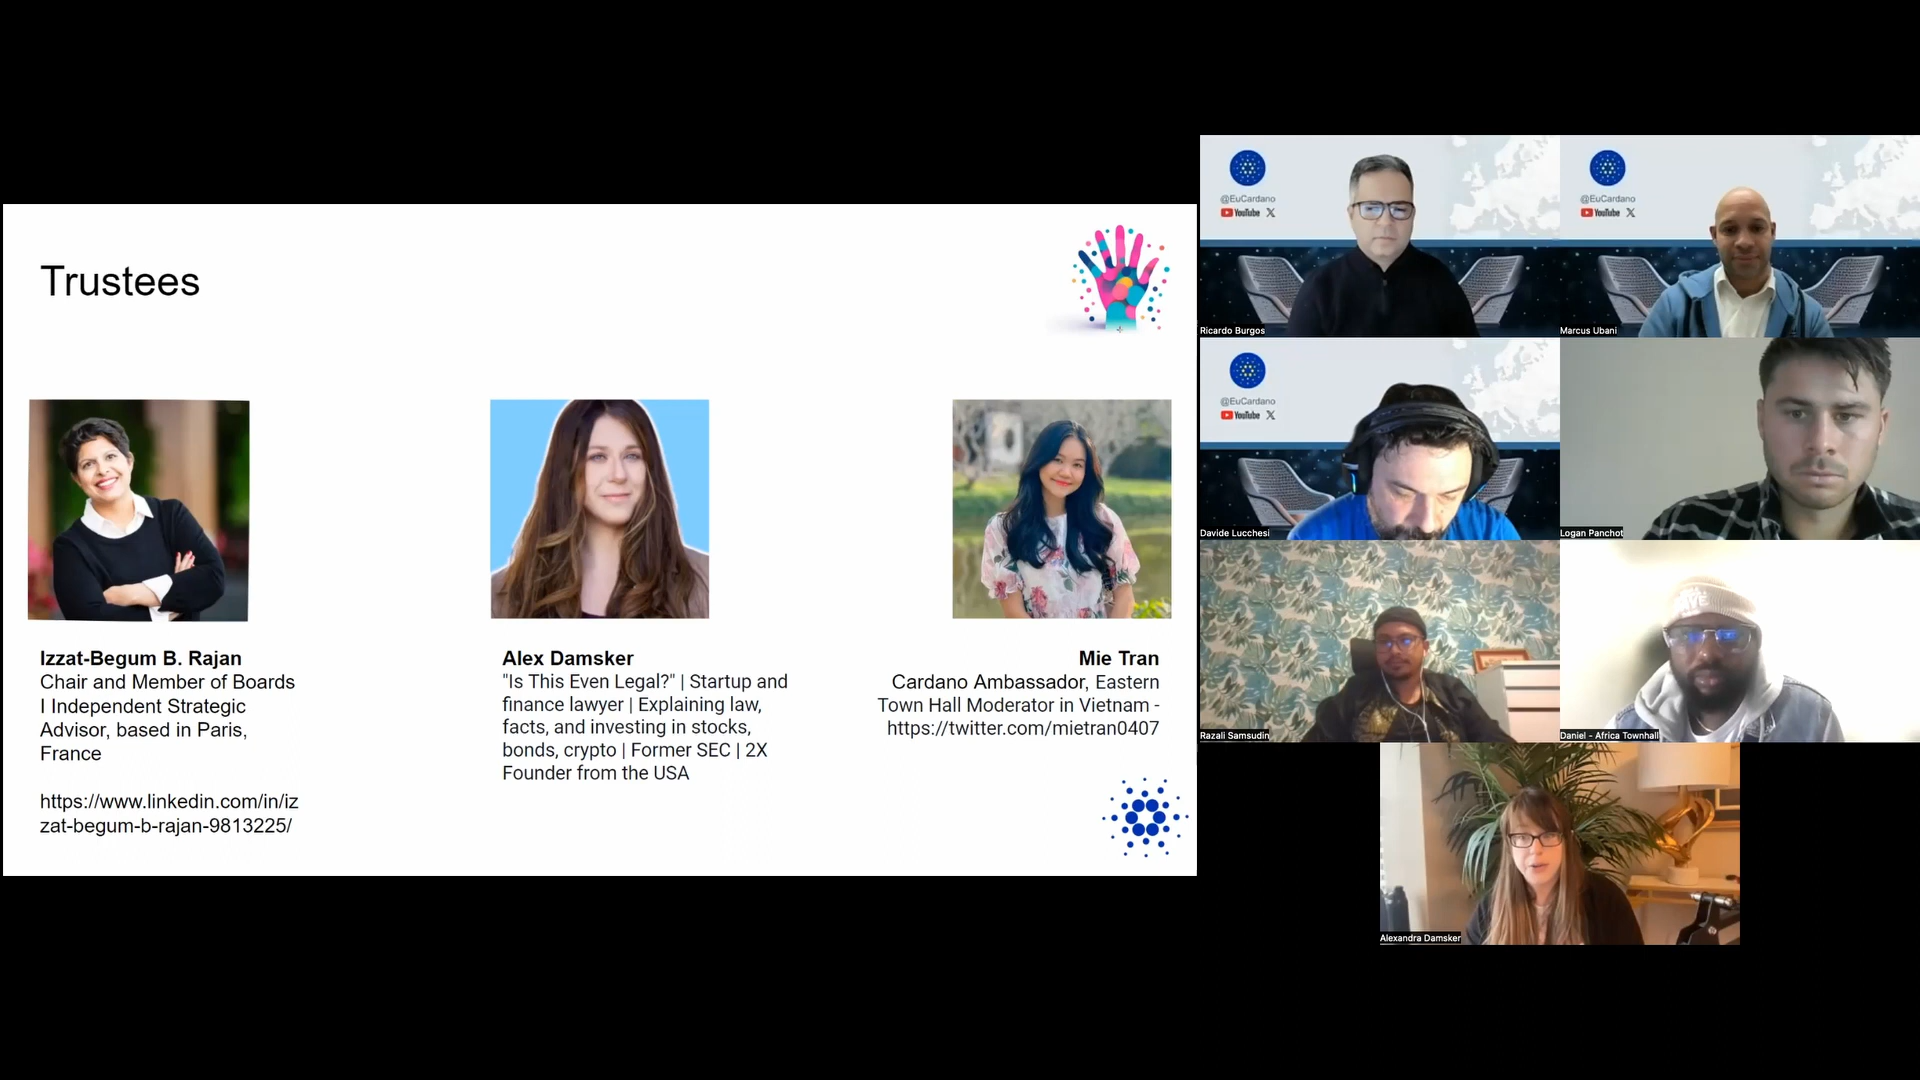 Trustees
Izzat-Begum B. Rajan
Chair and Member of Boards
I Independent Strategic
Advisor, based in Paris,
France
https://www.linkedin.com/in/iz
zat-begum-b-rajan-9813225/
Alex Damsker
"Is This Even Legal?" | Startup and
finance lawyer | Explaining law,
facts, and investing in stocks,
bonds, crypto | Former SEC | 2X
Founder from the USA
Mie Tran
Cardano Ambassador, Eastern
Town Hall Moderator in Vietnam -
https://twitter.com/mietran0407
@EuCardano
YouTube X
Ricardo Burgos
@EuCardano
YouTube X
Marcus Ubani
@EuCardano
YouTube X
Davide Lucchesi
Logan Panchot
Razali Samsudin
Daniel - Africa Townhall
Alexandra Damsker